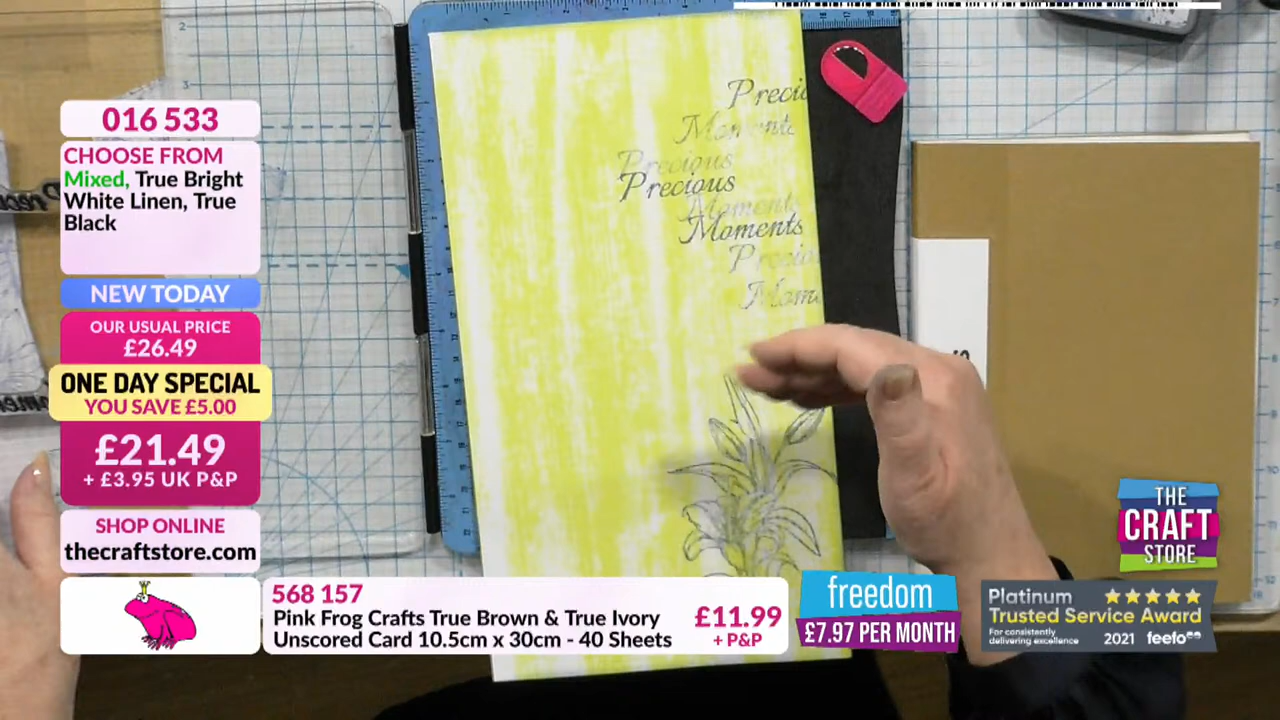 016 533
CHOOSE FROM
Mixed, True Bright
White Linen, True
Black
NEW TODAY
OUR USUAL PRICE
£26.49
ONE DAY SPECIAL
YOU SAVE £5.00
£21.49
+ £3.95 UK P&P
SHOP ONLINE
thecraftstore.com
Precious
Moments
Precious
Precious
Moments
Moments
568 157
Pink Frog Crafts True Brown & True Ivory
Unscored Card 10.5cm x 30cm - 40 Sheets
£11.99
+ P&P
freedom
£7.97 PER MONTH
THE
CRAFT
STORE
Platinum
Trusted Service Award
For consistently
delivering excellence
2021 feefo